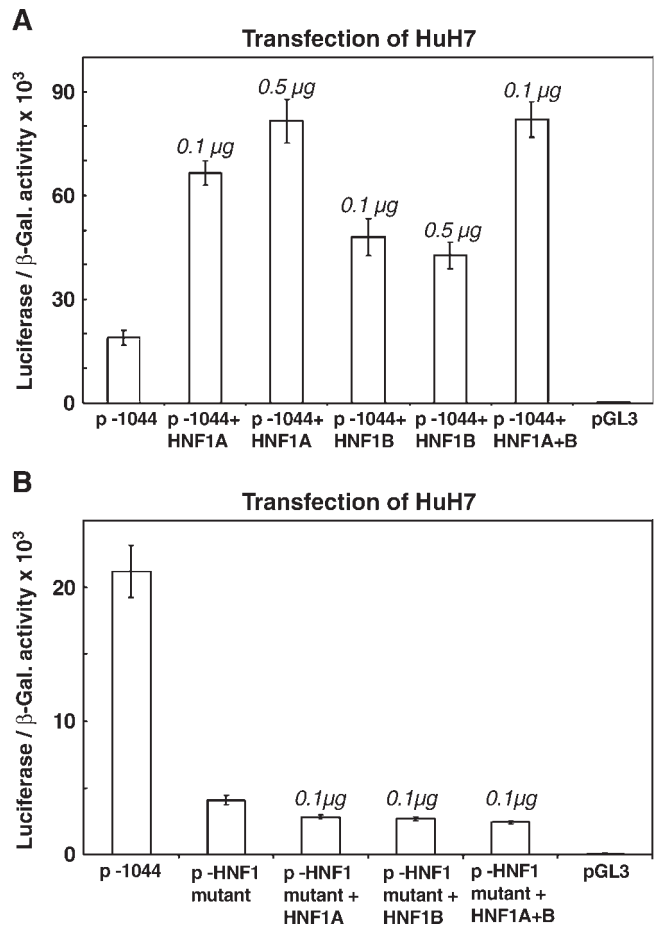 A
Transfection of HuH7
Luciferase / β-Gal. activity x 10³
90
60
30
0
0.1 µg
0.5 µg
0.1 µg
0.5 µg
0.1 µg
p -1044
p -1044+
HNF1A
p -1044+
HNF1A
p -1044+
HNF1B
p -1044+
HNF1B
p -1044+
HNF1A+B
pGL3
B
Transfection of HuH7
Luciferase / β-Gal. activity x 10³
20
10
0
0.1µg
0.1µg
0.1µg
p -1044
p -HNF1
mutant
p -HNF1
mutant +
HNF1A
p -HNF1
mutant +
HNF1B
p -HNF1
mutant +
HNF1A+B
pGL3